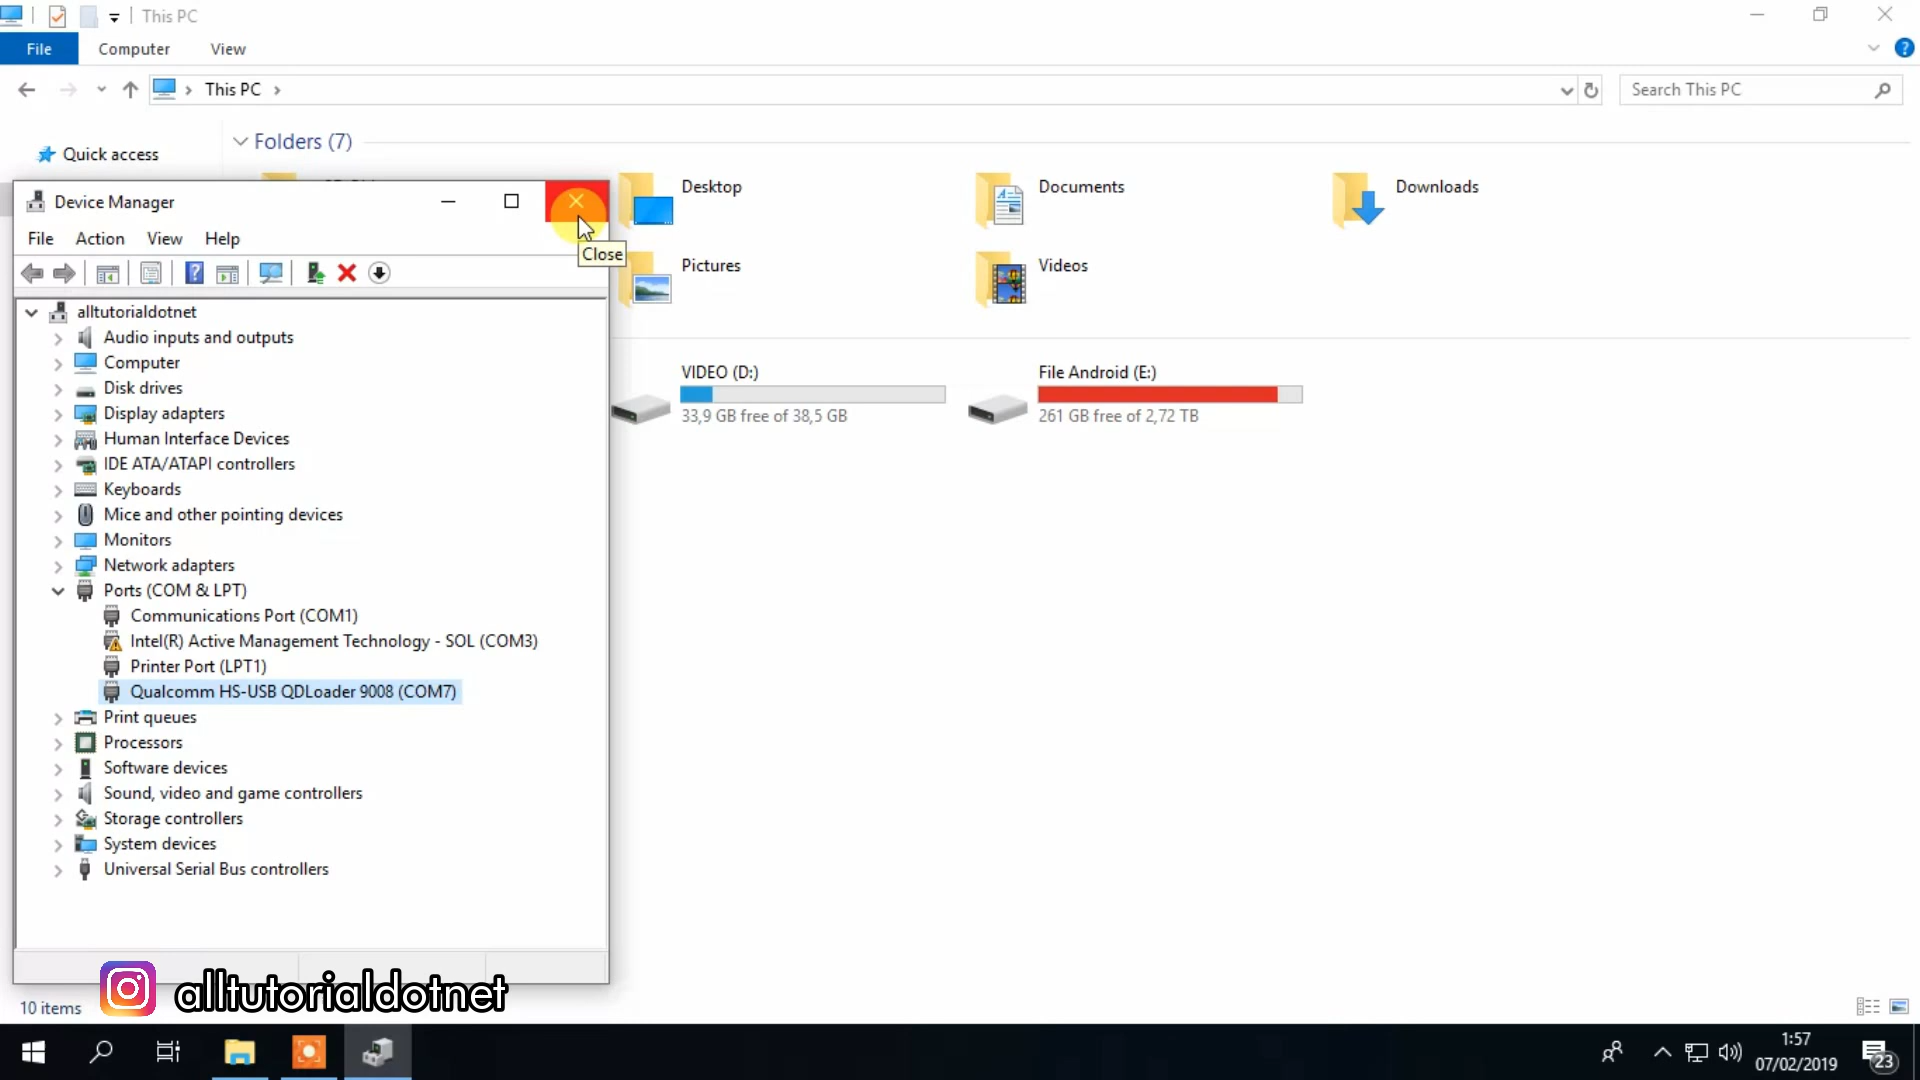 This PC
File
Computer
View
This PC
Search This PC
Quick access
Folders (7)
Desktop
Documents
Downloads
Pictures
Videos
VIDEO (D:)
33,9 GB free of 38,5 GB
File Android (E:)
261 GB free of 2,72 TB
Device Manager
Close
File
Action
View
Help
alltutorialdotnet
Audio inputs and outputs
Computer
Disk drives
Display adapters
Human Interface Devices
IDE ATA/ATAPI controllers
Keyboards
Mice and other pointing devices
Monitors
Network adapters
Ports (COM & LPT)
Communications Port (COM1)
Intel(R) Active Management Technology - SOL (COM3)
Printer Port (LPT1)
Qualcomm HS-USB QDLoader 9008 (COM7)
Print queues
Processors
Software devices
Sound, video and game controllers
Storage controllers
System devices
Universal Serial Bus controllers
alltutorialdotnet
10 items
1:57
07/02/2019
23